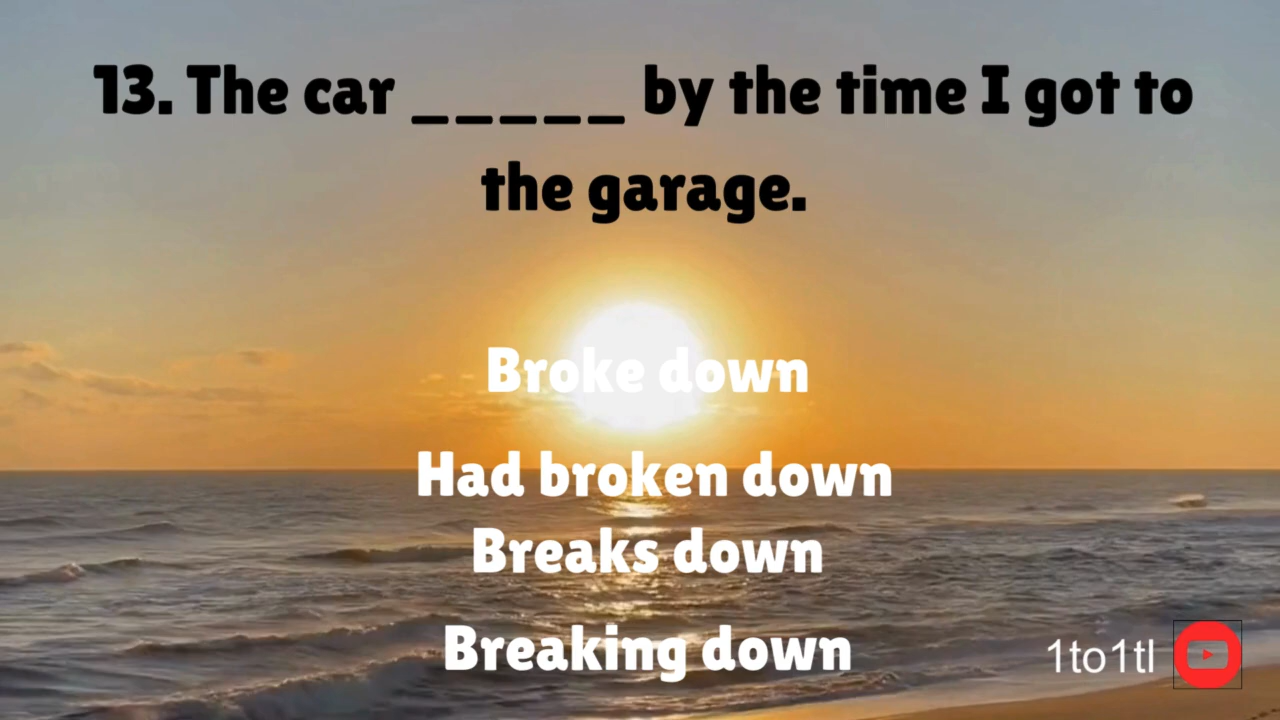 13. The car _____ by the time I got to
the garage.
Broke down
Had broken down
Breaks down
Breaking down
1to1tl